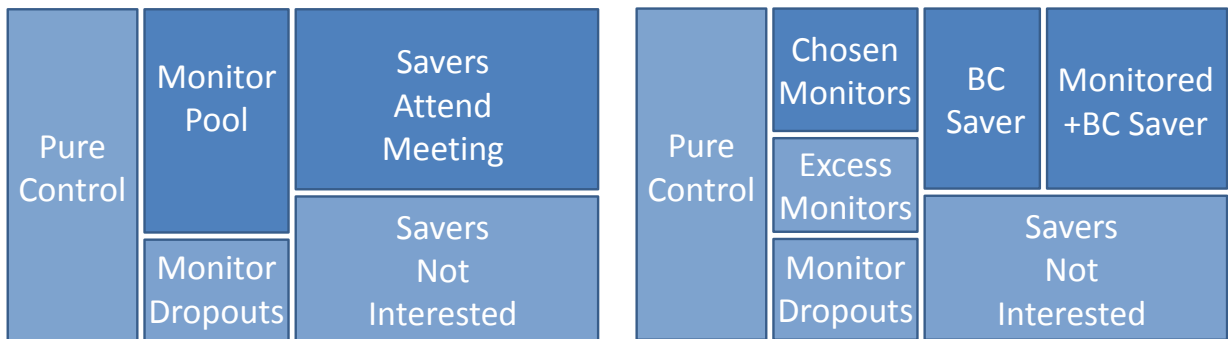 Pure
Control
Monitor
Pool
Monitor
Dropouts
Savers
Attend
Meeting
Savers
Not
Interested
Pure
Control
Chosen
Monitors
Excess
Monitors
Monitor
Dropouts
BC
Saver
Monitored
+BC Saver
Savers
Not
Interested